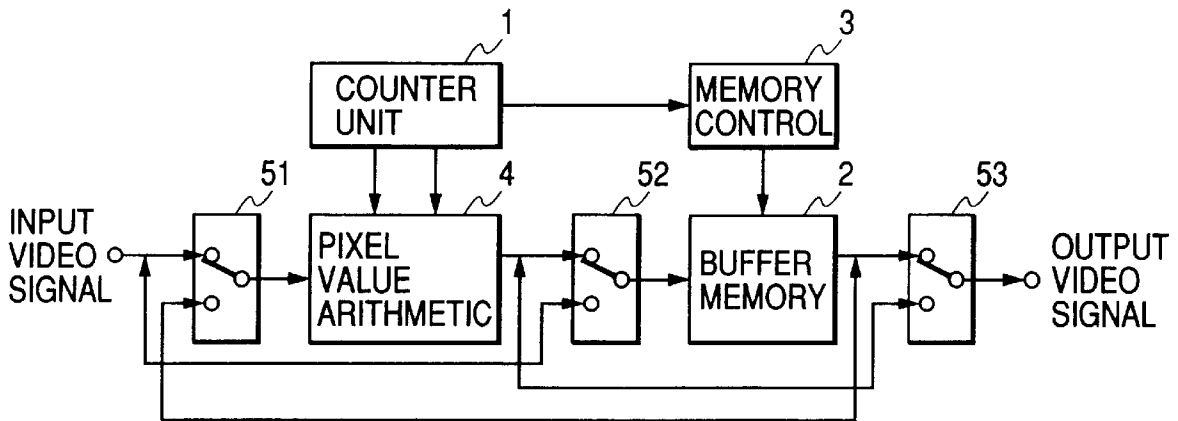 1
3
COUNTER
UNIT
MEMORY
CONTROL
51
4
52
2
53
INPUT
VIDEO
SIGNAL
PIXEL
VALUE
ARITHMETIC
BUFFER
MEMORY
OUTPUT
VIDEO
SIGNAL